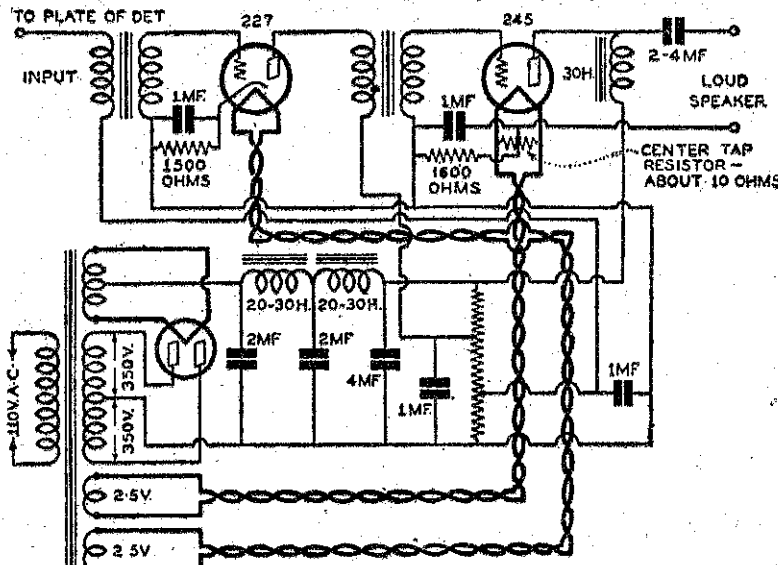 TO PLATE OF DET
227
245
INPUT
1MF.
1500
OHMS
1MF
1600
OHMS
30H.
2-4MF
LOUD
SPEAKER
CENTER TAP
RESISTOR -
ABOUT 10 OHMS
110V.A-C
350V.
350V.
20-30H.
20-30H.
2MF
2MF
4MF
1MF
1MF
2.5V.
2.5V